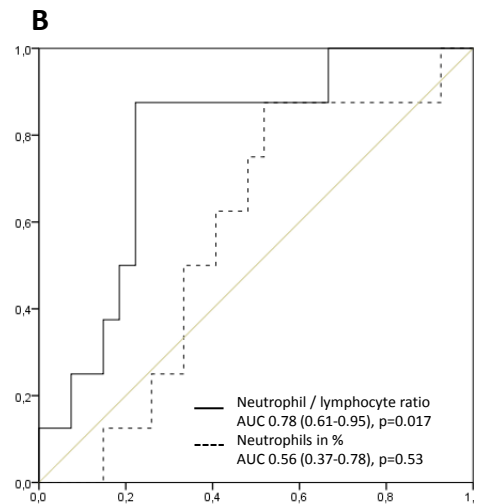 B
1,0
0,8
0,6
0,4
0,2
0,0
Neutrophil / lymphocyte ratio
AUC 0.78 (0.61-0.95), p=0.017
Neutrophils in %
AUC 0.56 (0.37-0.78), p=0.53
0,0 0,2 0,4 0,6 0,8 1,